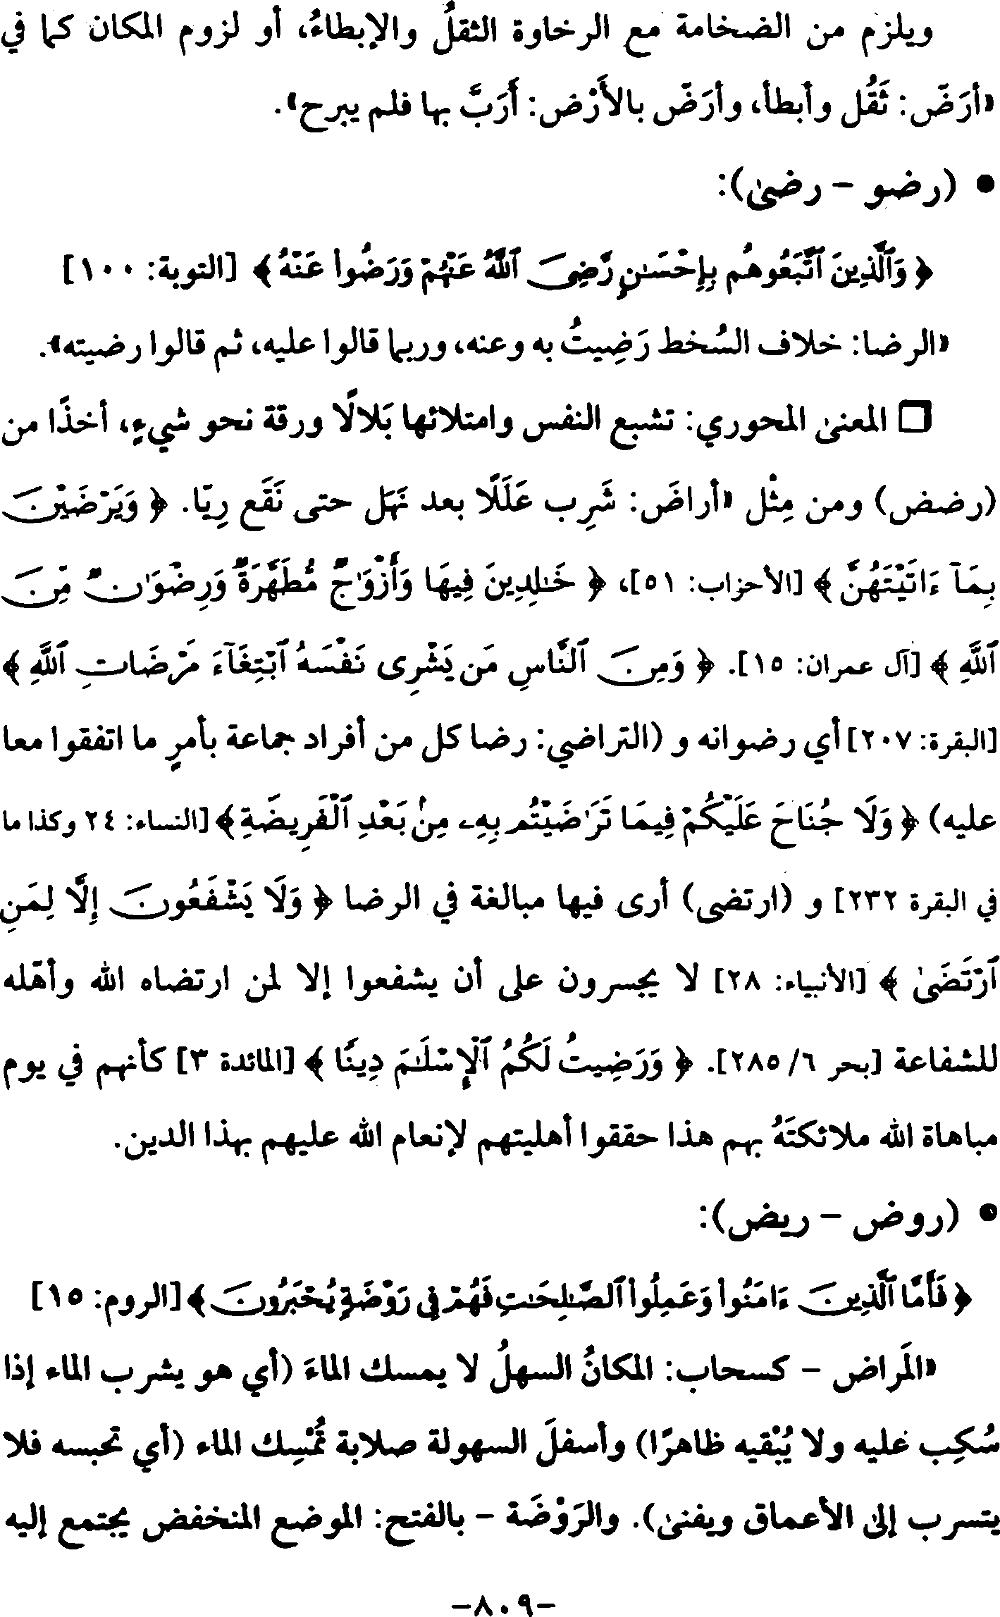 ويلزم من الضخامة مع الرخاوة الثقلُ والإبطاءُ، أو لزوم المكان كما في
«أرَضّ: ثَقُل وأبطأ، وأرَضّ بالأَرْض: أَرَبَّ بها فلم يبرح».
• (رضو - رضى):
﴿ وَٱلَّذِينَ ٱتَّبَعُوهُم بِإِحْسَـٰنٍ رَّضِىَ ٱللَّهُ عَنْهُمْ وَرَضُوا۟ عَنْهُ ﴾ [التوبة: ١٠٠]
«الرضا: خلاف السُخط رَضِيتُ به وعنه، وربما قالوا عليه، ثم قالوا رضيته».
❒ المعنى المحوري: تشبع النفس وامتلائها بَلالًا ورقة نحو شيءٍ، أخذًا من
(رضض) ومن مِثْل «أراضَ: شَرِب عَلَلًا بعد نَهَل حتى نَقَع رِيّا. ﴿ وَيَرْضَيْنَ
بِمَآ ءَاتَيْتَهُنَّ ﴾ [الأحزاب: ٥١]، ﴿ خَـٰلِدِينَ فِيهَا وَأَزْوَٰجٌ مُّطَهَّرَةٌ وَرِضْوَٰنٌ مِّنَ
ٱللَّهِ ﴾ [آل عمران: ١٥]. ﴿ وَمِنَ ٱلنَّاسِ مَن يَشْرِى نَفْسَهُ ٱبْتِغَآءَ مَرْضَاتِ ٱللَّهِ ﴾
[البقرة: ٢٠٧] أي رضوانه و (التراضي: رضا كل من أفراد جماعة بأمرٍ ما اتفقوا معا
عليه) ﴿ وَلَا جُنَاحَ عَلَيْكُمْ فِيمَا تَرَٰضَيْتُم بِهِۦ مِنۢ بَعْدِ ٱلْفَرِيضَةِ ﴾ [النساء: ٢٤ وكذا ما
في البقرة ٢٣٢] و (ارتضى) أرى فيها مبالغة في الرضا ﴿ وَلَا يَشْفَعُونَ إِلَّا لِمَنِ
ٱرْتَضَىٰ ﴾ [الأنبياء: ٢٨] لا يجسرون على أن يشفعوا إلا لمن ارتضاه الله وأهّله
للشفاعة [بحر ٦/ ٢٨٥]. ﴿ وَرَضِيتُ لَكُمُ ٱلْإِسْلَـٰمَ دِينًا ﴾ [المائدة ٣] كأنهم في يوم
مباهاة الله ملائكتَهُ بهم هذا حققوا أهليتهم لإنعام الله عليهم بهذا الدين.
• (روض - ريض):
﴿ فَأَمَّا ٱلَّذِينَ ءَامَنُوا۟ وَعَمِلُوا۟ ٱلصَّـٰلِحَـٰتِ فَهُمْ فِى رَوْضَةٍ يُحْبَرُونَ ﴾ [الروم: ١٥]
«المَراض - كسحاب: المكانُ السهلُ لا يمسك الماءَ (أي هو يشرب الماء إذا
سُكِب عليه ولا يُبْقيه ظاهرًا) وأسفلَ السهولة صلابة تُمْسِك الماء (أي تحبسه فلا
يتسرب إلى الأعماق ويفنى). والرَوْضَة - بالفتح: الموضع المنخفض يجتمع إليه
-٨٠٩-